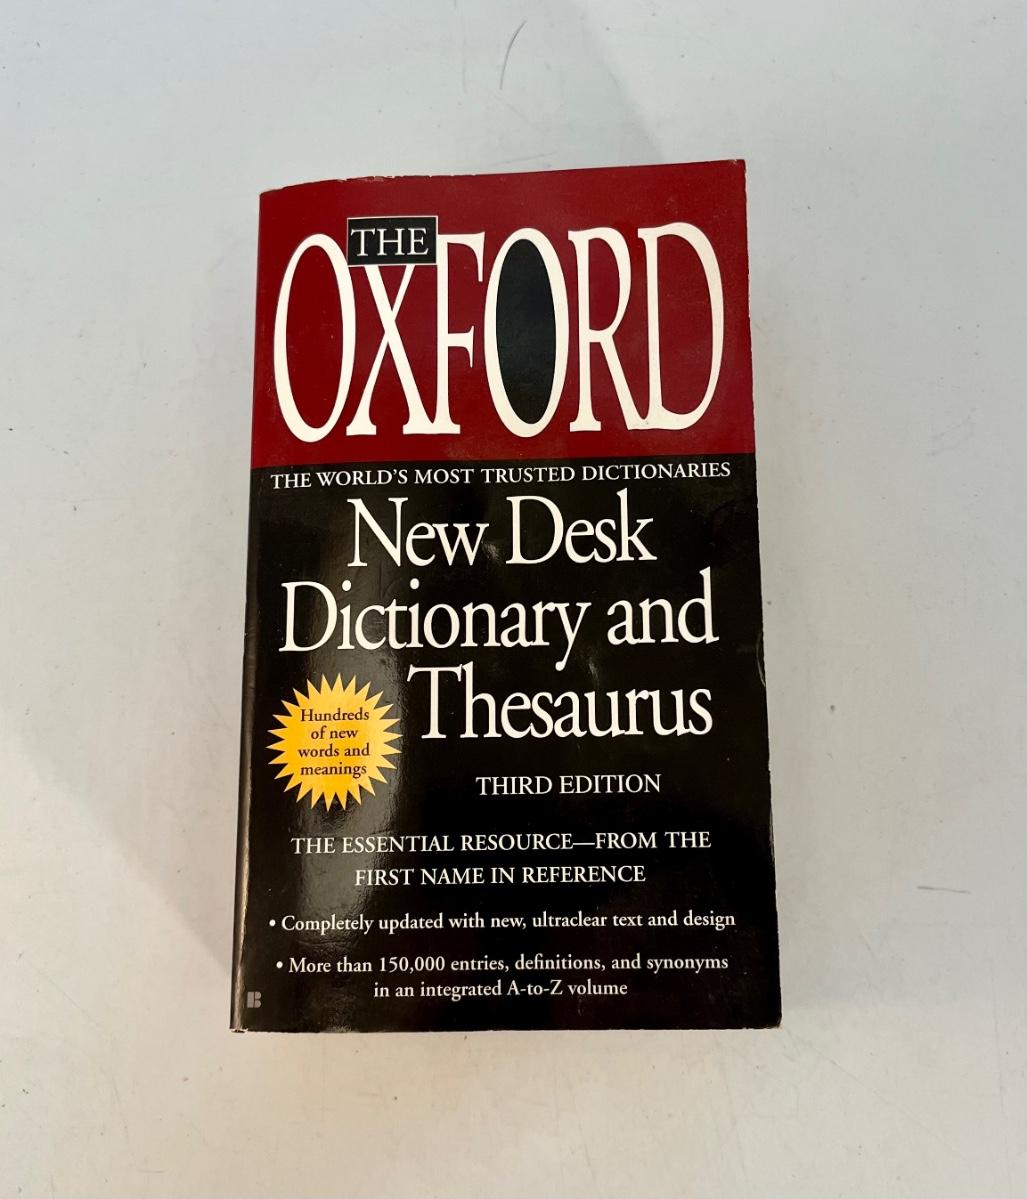 THE
OXFORD
THE WORLD'S MOST TRUSTED DICTIONARIES
New Desk
Dictionary and
Thesaurus
Hundreds
of new
words and
meanings
THIRD EDITION
THE ESSENTIAL RESOURCE—FROM THE
FIRST NAME IN REFERENCE
• Completely updated with new, ultraclear text and design
• More than 150,000 entries, definitions, and synonyms
in an integrated A-to-Z volume
B